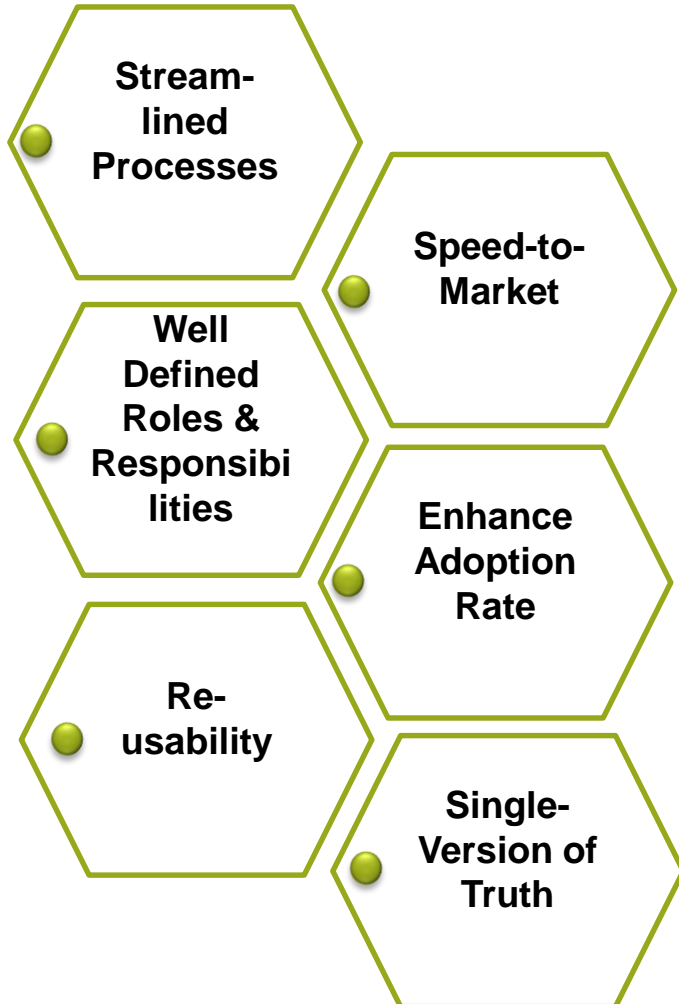 Stream-
lined
Processes
Speed-to-
Market
Well
Defined
Roles &
Responsibi
lities
Enhance
Adoption
Rate
Re-
usability
Single-
Version of
Truth